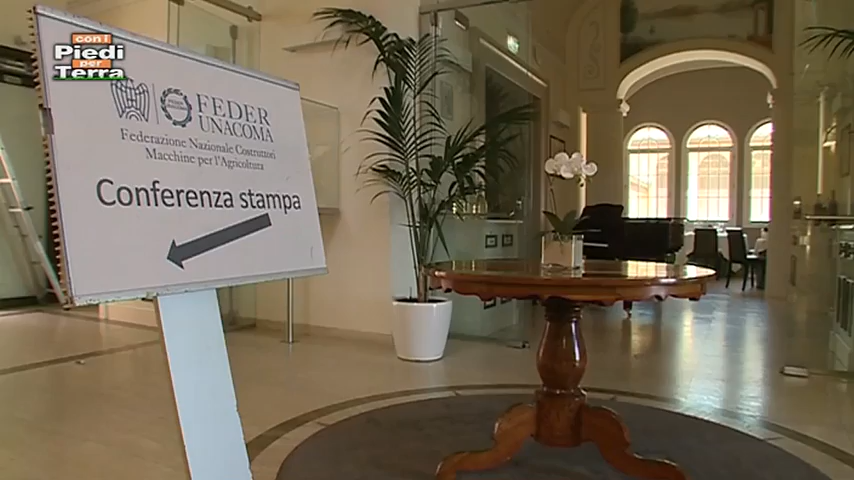 con i
Piedi
per
Terra
FEDER
UNACOMA
Federazione Nazionale Costruttori
Macchine per l'Agricoltura
Conferenza stampa